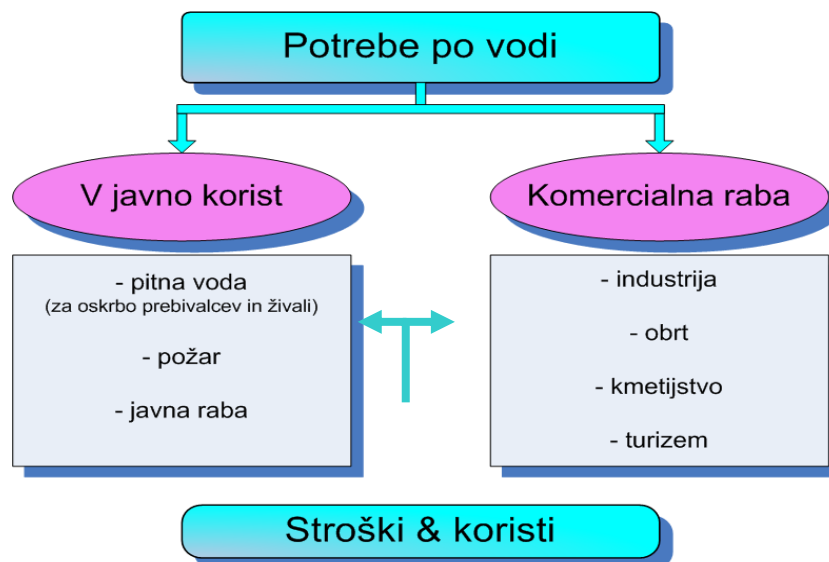 Potrebe po vodi
V javno korist
Komercialna raba
- pitna voda
(za oskrbo prebivalcev in živali)
- požar
- javna raba
- industrija
- obrt
- kmetijstvo
- turizem
Stroški & koristi